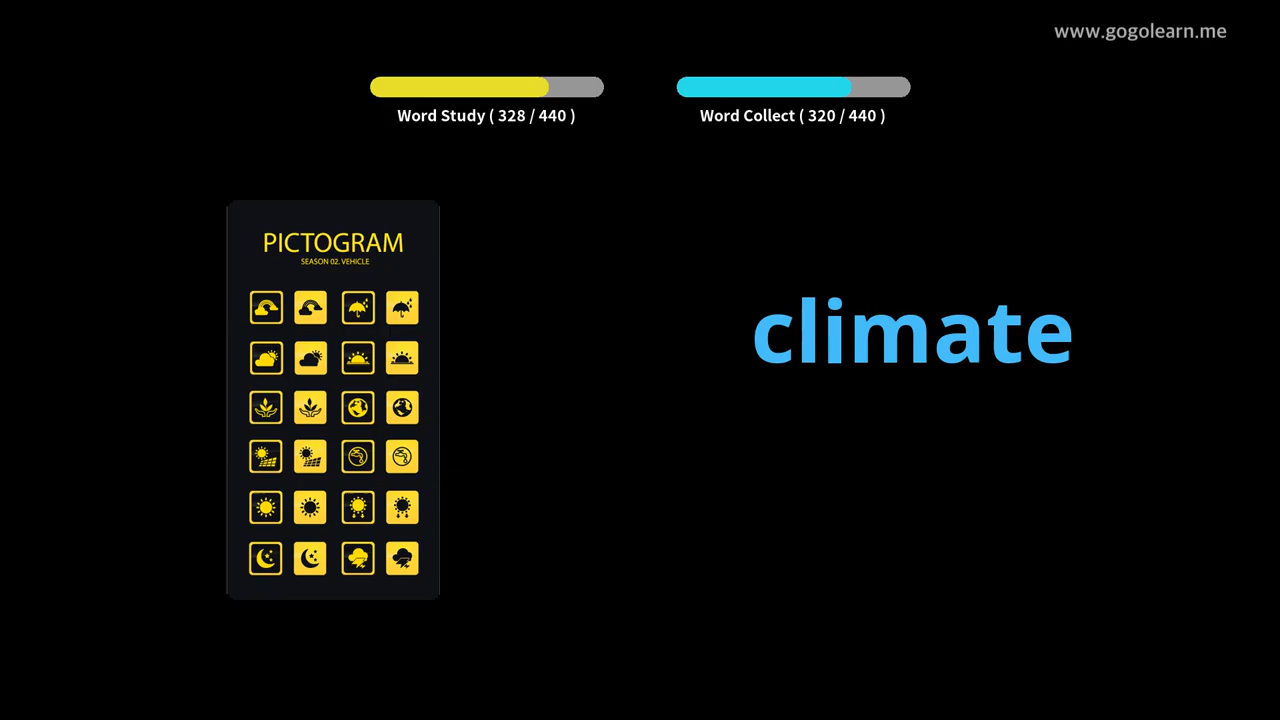 www.gogolearn.me
Word Study ( 328 / 440 )
Word Collect ( 320 / 440 )
PICTOGRAM
SEASON 02. VEHICLE
climate